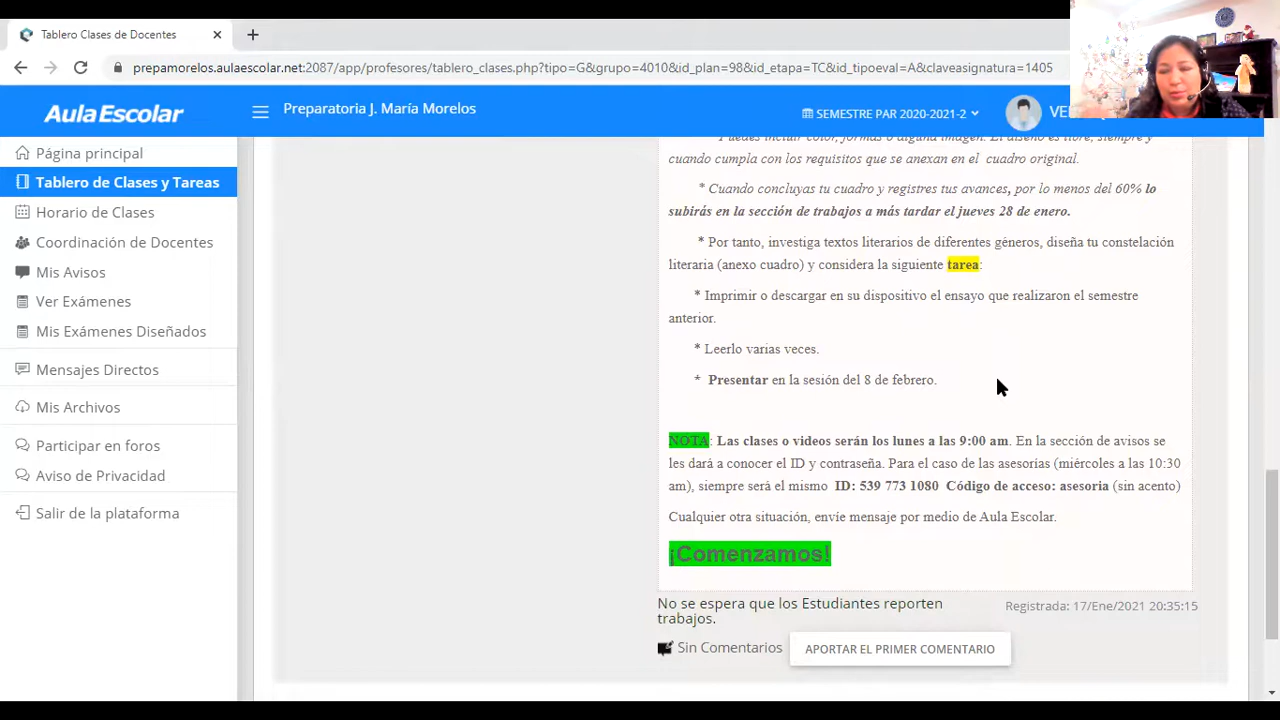 Tablero Clases de Docentes
prepamorelos.aulaescolar.net:2087/app/profesores/tablero_clases.php?tipo=G&grupo=4010&id_plan=98&id_etapa=TC&id_tipoeval=A&claveasignatura=1405
AulaEscolar
Preparatoria J. María Morelos
SEMESTRE PAR 2020-2021-2
Página principal
Tablero de Clases y Tareas
Horario de Clases
Coordinación de Docentes
Mis Avisos
Ver Exámenes
Mis Exámenes Diseñados
Mensajes Directos
Mis Archivos
Participar en foros
Aviso de Privacidad
Salir de la plataforma
Puedes incluir color, formas o alguna imagen. El diseño es libre, siempre y
cuando cumpla con los requisitos que se anexan en el cuadro original.
* Cuando concluyas tu cuadro y registres tus avances, por lo menos del 60% lo
subirás en la sección de trabajos a más tardar el jueves 28 de enero.
* Por tanto, investiga textos literarios de diferentes géneros, diseña tu constelación
literaria (anexo cuadro) y considera la siguiente tarea:
* Imprimir o descargar en su dispositivo el ensayo que realizaron el semestre
anterior.
* Leerlo varias veces.
* Presentar en la sesión del 8 de febrero.
NOTA: Las clases o videos serán los lunes a las 9:00 am. En la sección de avisos se
les dará a conocer el ID y contraseña. Para el caso de las asesorías (miércoles a las 10:30
am), siempre será el mismo ID: 539 773 1080 Código de acceso: asesoria (sin acento)
Cualquier otra situación, envíe mensaje por medio de Aula Escolar.
¡Comenzamos!
No se espera que los Estudiantes reporten
trabajos.
Registrada: 17/Ene/2021 20:35:15
Sin Comentarios
APORTAR EL PRIMER COMENTARIO